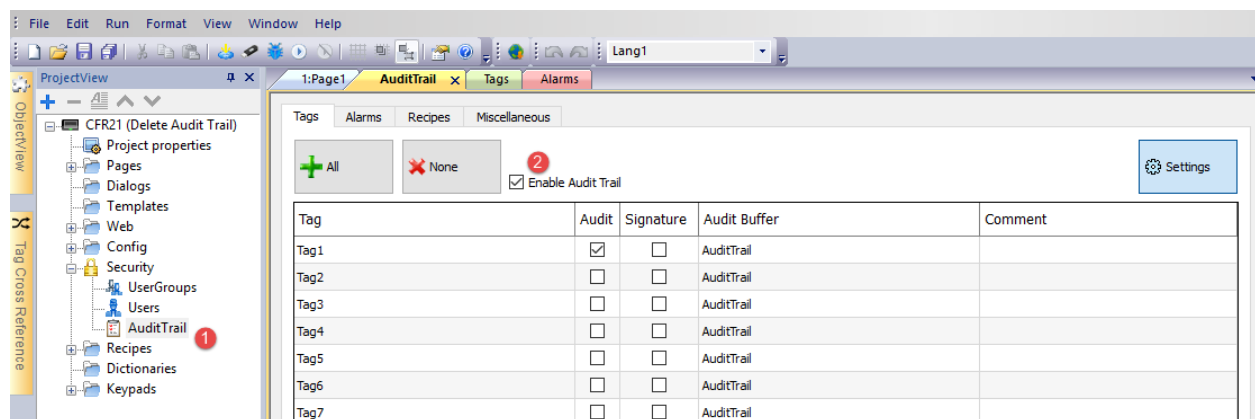 File Edit Run Format View Window Help
Lang1
ProjectView
1:Page1 AuditTrail x Tags Alarms
ObjectView
Tag Cross Reference
CFR21 (Delete Audit Trail)
Project properties
Pages
Dialogs
Templates
Web
Config
Security
UserGroups
Users
AuditTrail
1
Recipes
Dictionaries
Keypads
Tags Alarms Recipes Miscellaneous
All None
2
Enable Audit Trail
Settings
Tag Audit Signature Audit Buffer Comment
Tag1 AuditTrail
Tag2 AuditTrail
Tag3 AuditTrail
Tag4 AuditTrail
Tag5 AuditTrail
Tag6 AuditTrail
Tag7 AuditTrail